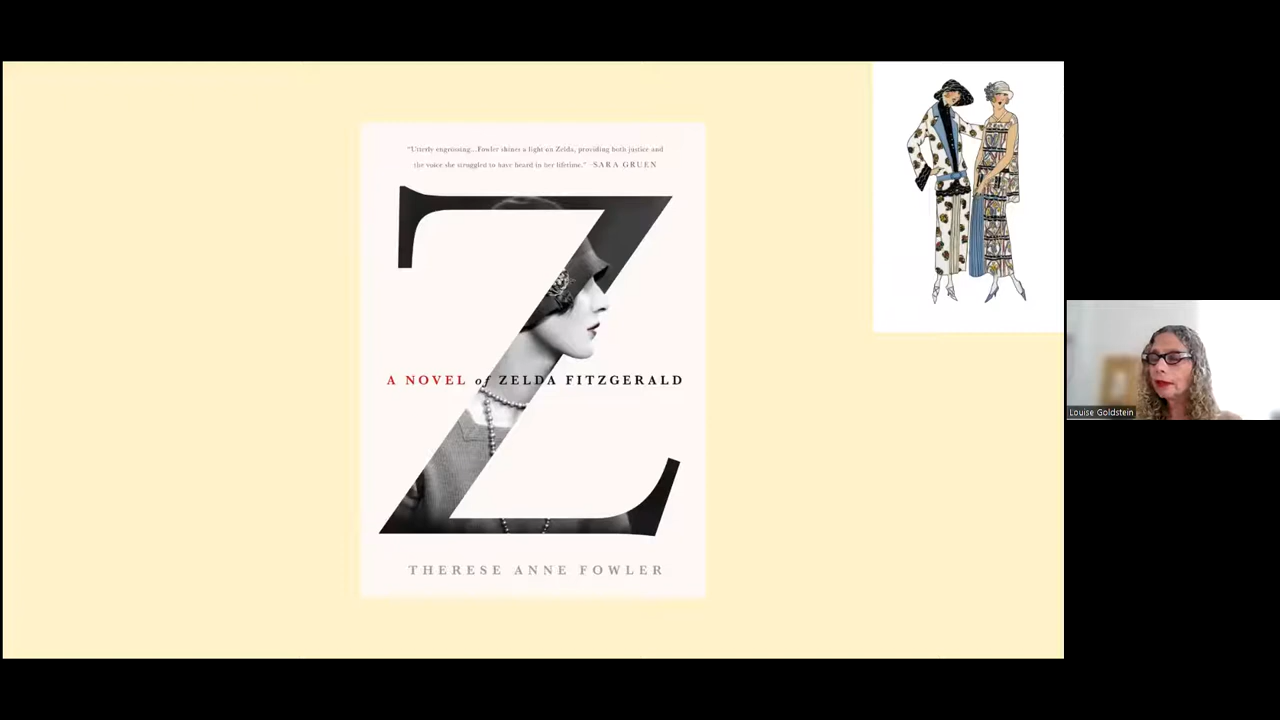 "Utterly engrossing...Fowler shines a light on Zelda, providing both justice and
the voice she struggled to have heard in her lifetime." -SARA GRUEN
Z
A NOVEL of ZELDA FITZGERALD
THERESE ANNE FOWLER
Louise Goldstein